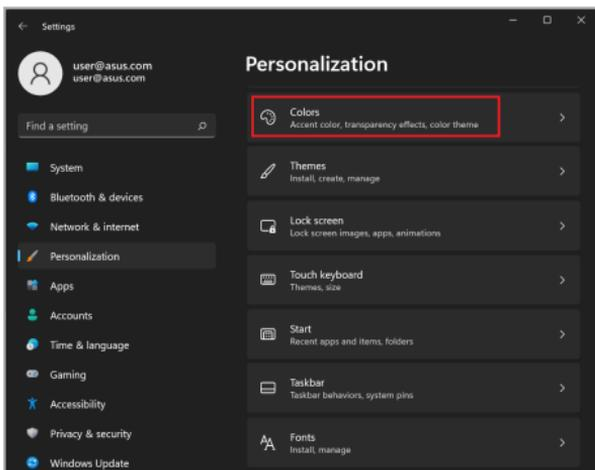 Settings
user@asus.com
user@asus.com
Find a setting
System
Bluetooth & devices
Network & internet
Personalization
Apps
Accounts
Time & language
Gaming
Accessibility
Privacy & security
Windows Update
Personalization
Colors
Accent color, transparency effects, color theme
Themes
Install, create, manage
Lock screen
Lock screen images, apps, animations
Touch keyboard
Themes, size
Start
Recent apps and items, folders
Taskbar
Taskbar behaviors, system pins
Fonts
Install, manage